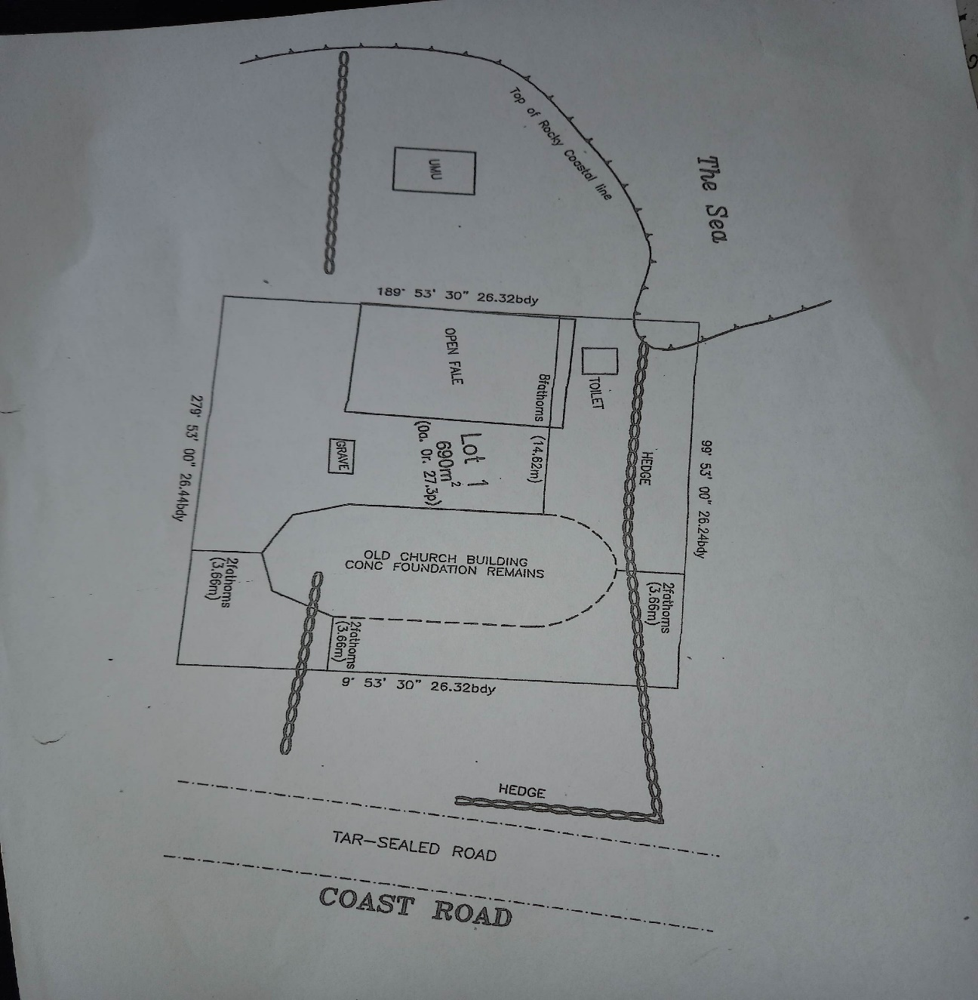 The Sea
Top of Rocky Coastal line
UMU
189° 53' 30" 26.32bdy
OPEN FALE
8fathoms (14.62m)
TOILET
HEDGE
99° 53' 00" 26.24bdy
279° 53' 00" 26.44bdy
GRAVE
Lot 1
690m²
(0a. 0r. 27.3p)
OLD CHURCH BUILDING
CONC FOUNDATION REMAINS
2fathoms
(3.66m)
2fathoms
(3.66m)
2fathoms
(3.66m)
9° 53' 30" 26.32bdy
HEDGE
TAR-SEALED ROAD
COAST ROAD